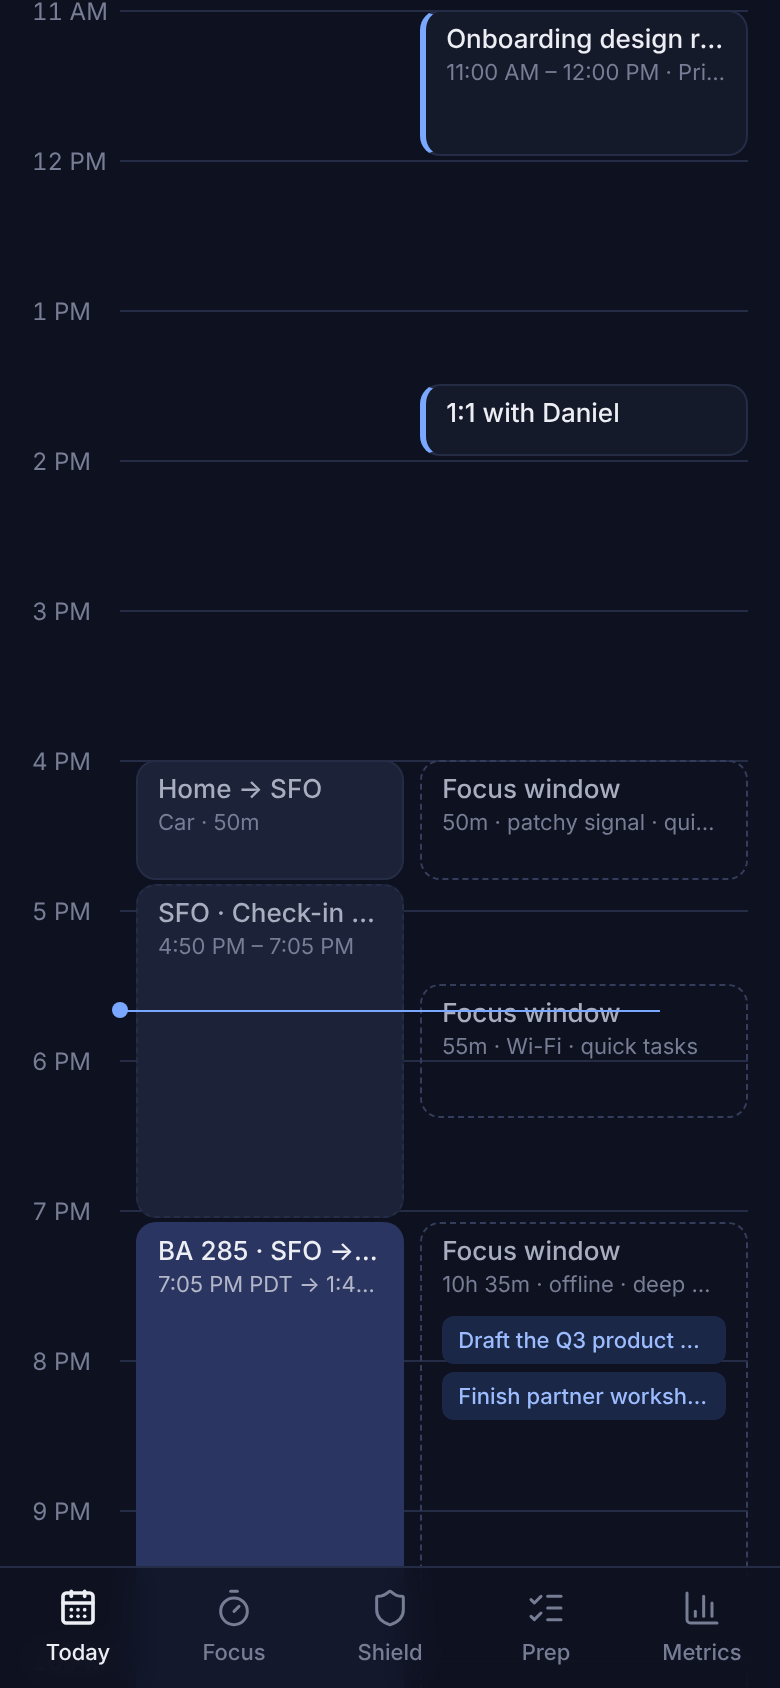 11 AM
Onboarding design r...
11:00 AM – 12:00 PM · Pri...
12 PM
1 PM
1:1 with Daniel
2 PM
3 PM
4 PM
Home → SFO
Car · 50m
Focus window
50m · patchy signal · qui...
5 PM
SFO · Check-in ...
4:50 PM – 7:05 PM
Focus window
55m · Wi-Fi · quick tasks
6 PM
7 PM
BA 285 · SFO →...
7:05 PM PDT → 1:4...
Focus window
10h 35m · offline · deep ...
Draft the Q3 product ...
8 PM
Finish partner worksh...
9 PM
Today
Focus
Shield
Prep
Metrics